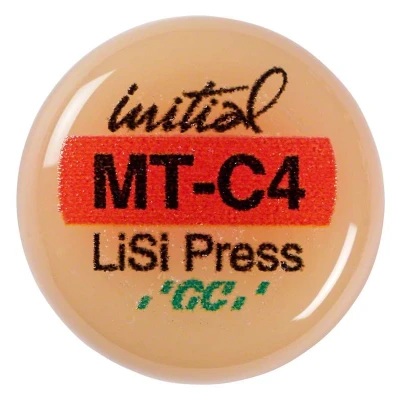 initial
MT-C4
LiSi Press
'GC'